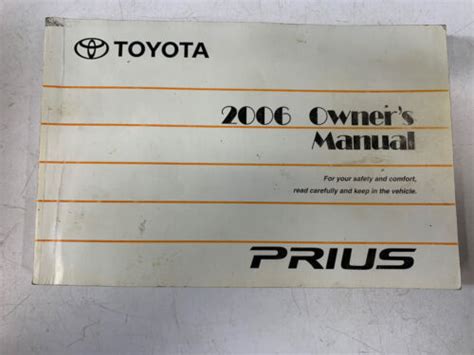 TOYOTA
2006 Owner's
Manual
For your safety and comfort,
read carefully and keep in the vehicle.
PRIUS